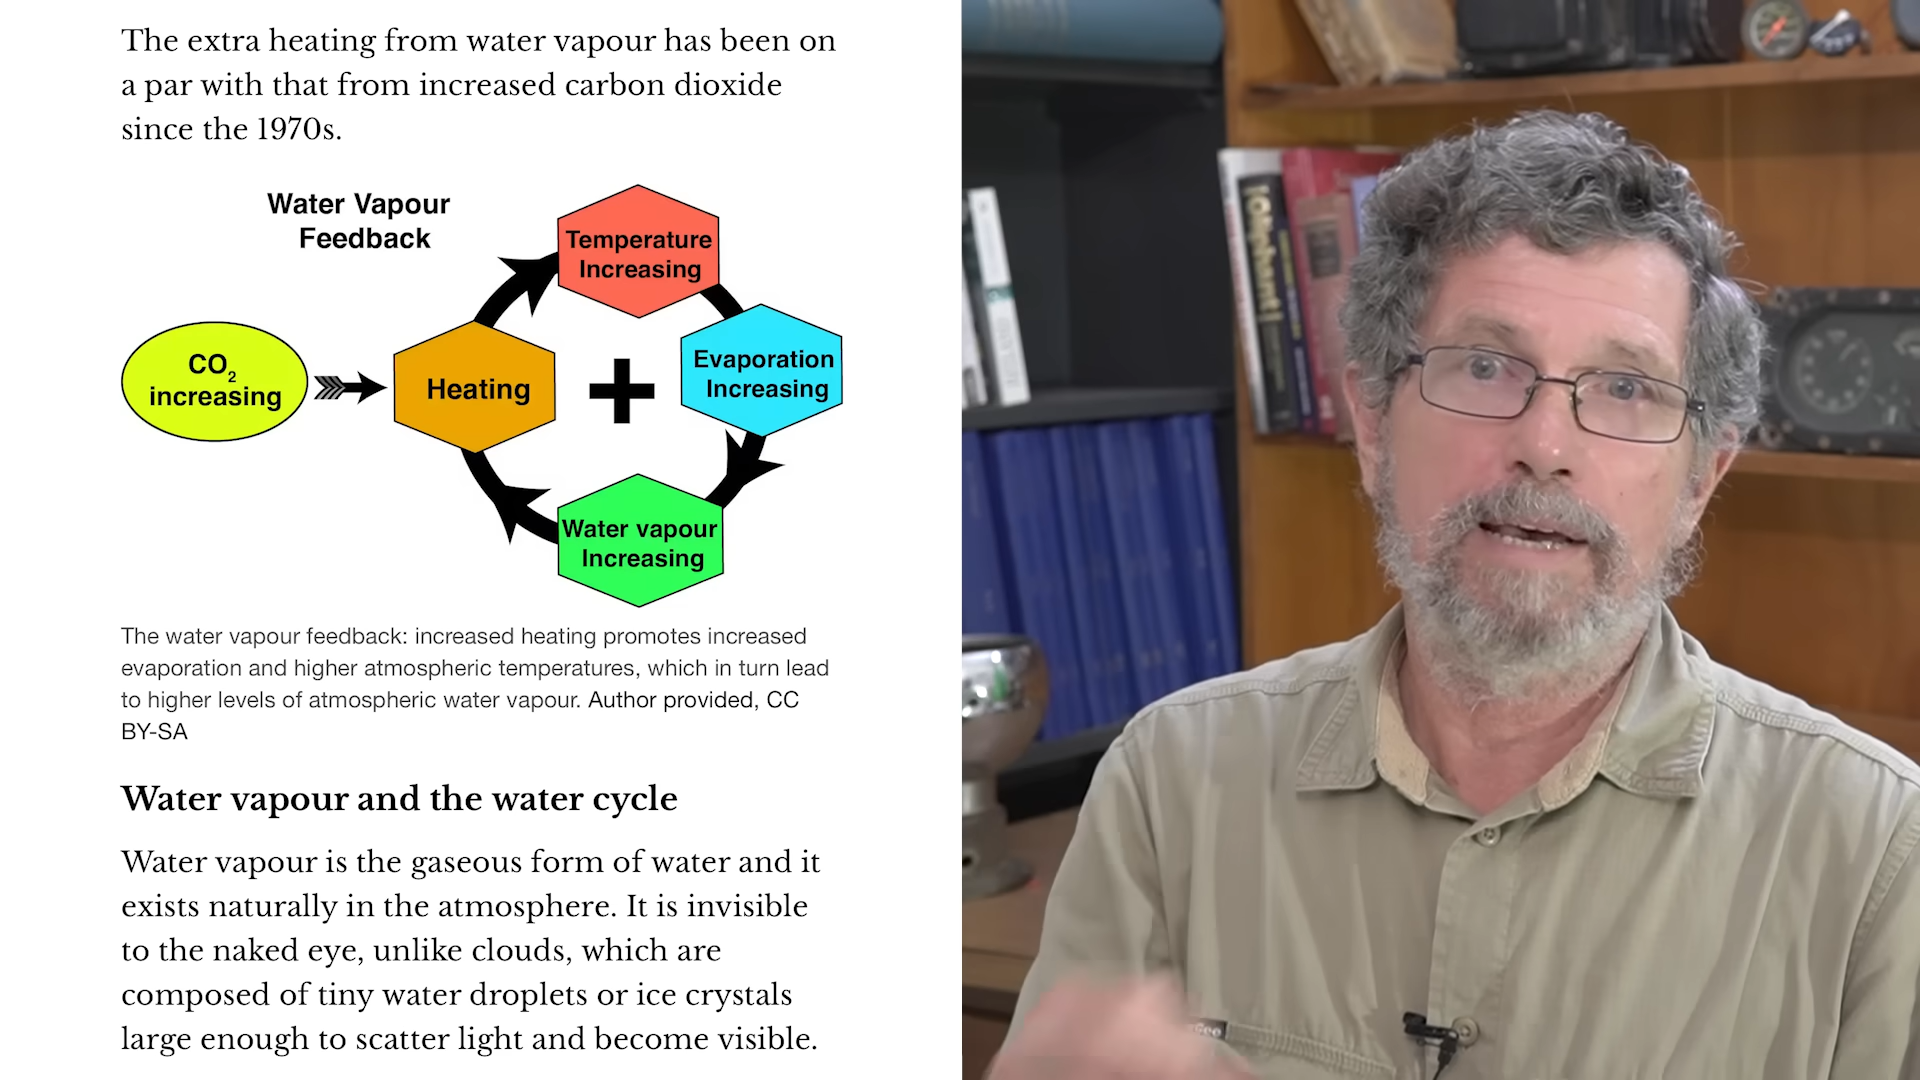 The extra heating from water vapour has been on
a par with that from increased carbon dioxide
since the 1970s.
Water Vapour
Feedback
Temperature
Increasing
CO2
increasing
Heating
+
Evaporation
Increasing
Water vapour
Increasing
The water vapour feedback: increased heating promotes increased
evaporation and higher atmospheric temperatures, which in turn lead
to higher levels of atmospheric water vapour. Author provided, CC
BY-SA
Water vapour and the water cycle
Water vapour is the gaseous form of water and it
exists naturally in the atmosphere. It is invisible
to the naked eye, unlike clouds, which are
composed of tiny water droplets or ice crystals
large enough to scatter light and become visible.